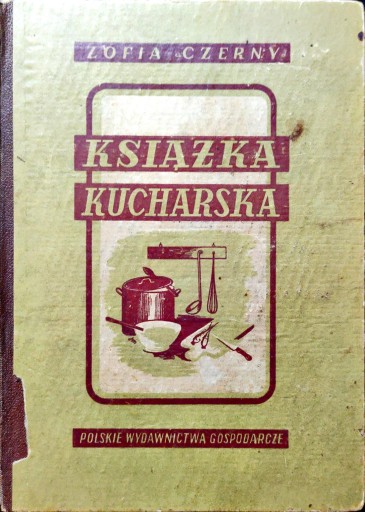 ZOFIA CZERNY
KSIĄŻKA
KUCHARSKA
POLSKIE WYDAWNICTWA GOSPODARCZE